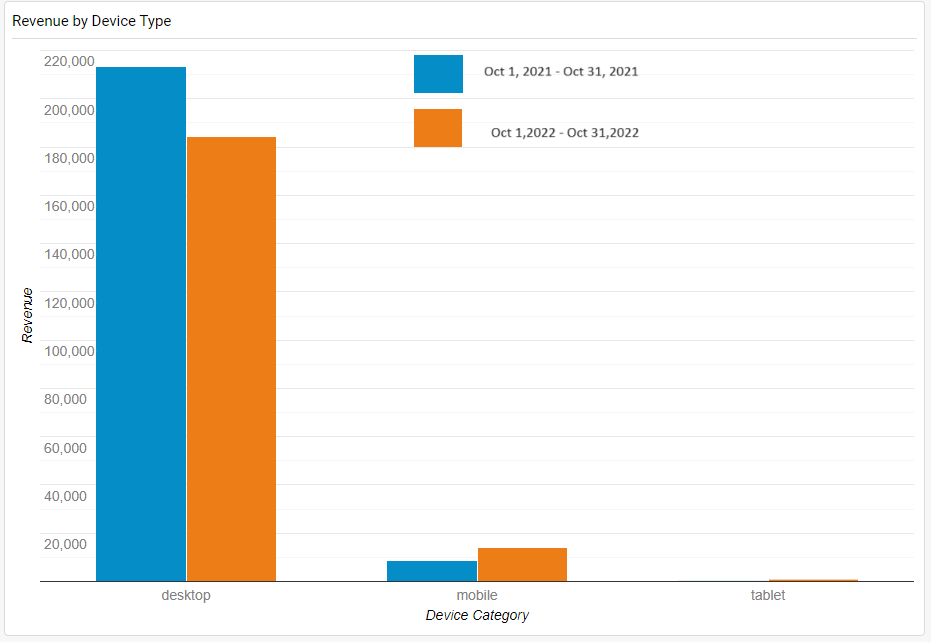 Revenue by Device Type
220,000
Oct 1, 2021 - Oct 31, 2021
200,000
Oct 1,2022 - Oct 31,2022
180,000
160,000
140,000
120,000
Revenue
100,000
80,000
60,000
40,000
20,000
desktop mobile tablet
Device Category